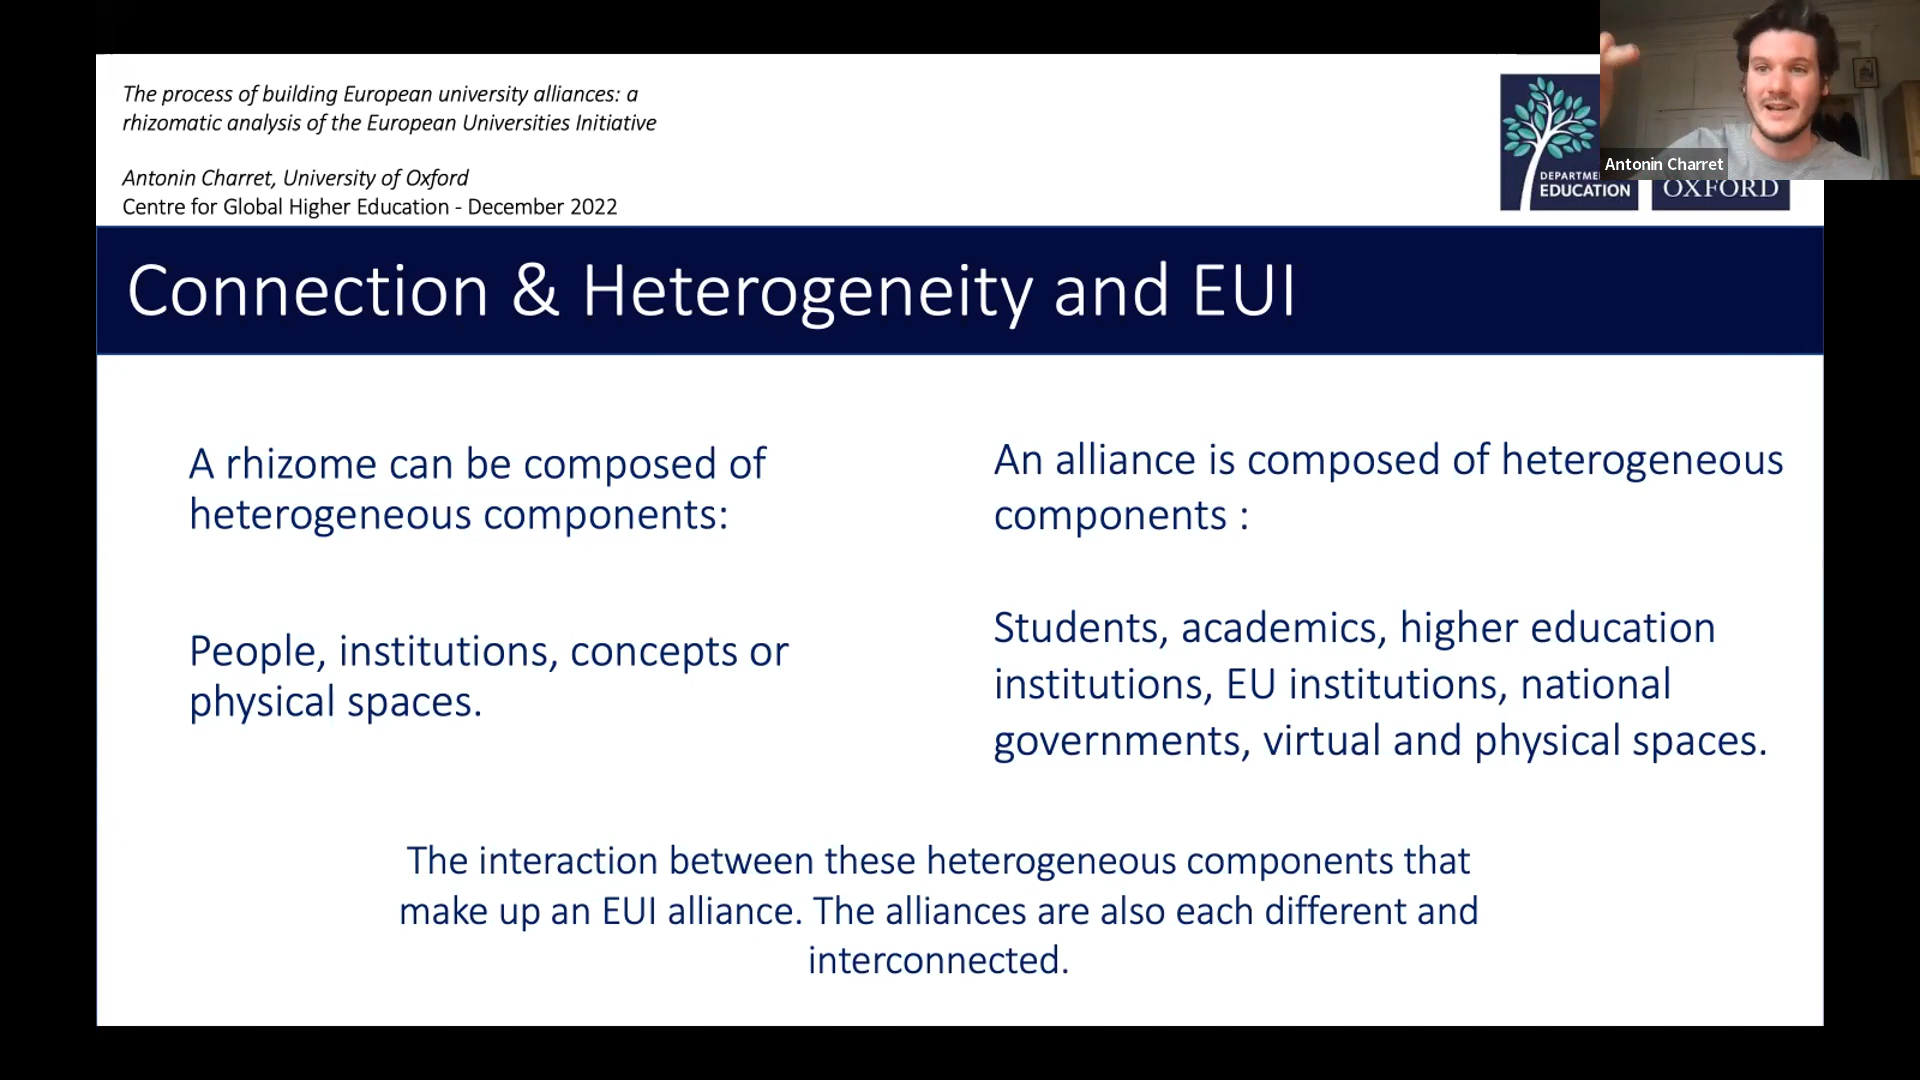 The process of building European university alliances: a
rhizomatic analysis of the European Universities Initiative
Antonin Charret, University of Oxford
Centre for Global Higher Education - December 2022
EDUCATION
OXFORD
Antonin Charret
Connection & Heterogeneity and EUI
A rhizome can be composed of
heterogeneous components:
People, institutions, concepts or
physical spaces.
An alliance is composed of heterogeneous
components :
Students, academics, higher education
institutions, EU institutions, national
governments, virtual and physical spaces.
The interaction between these heterogeneous components that
make up an EUI alliance. The alliances are also each different and
interconnected.